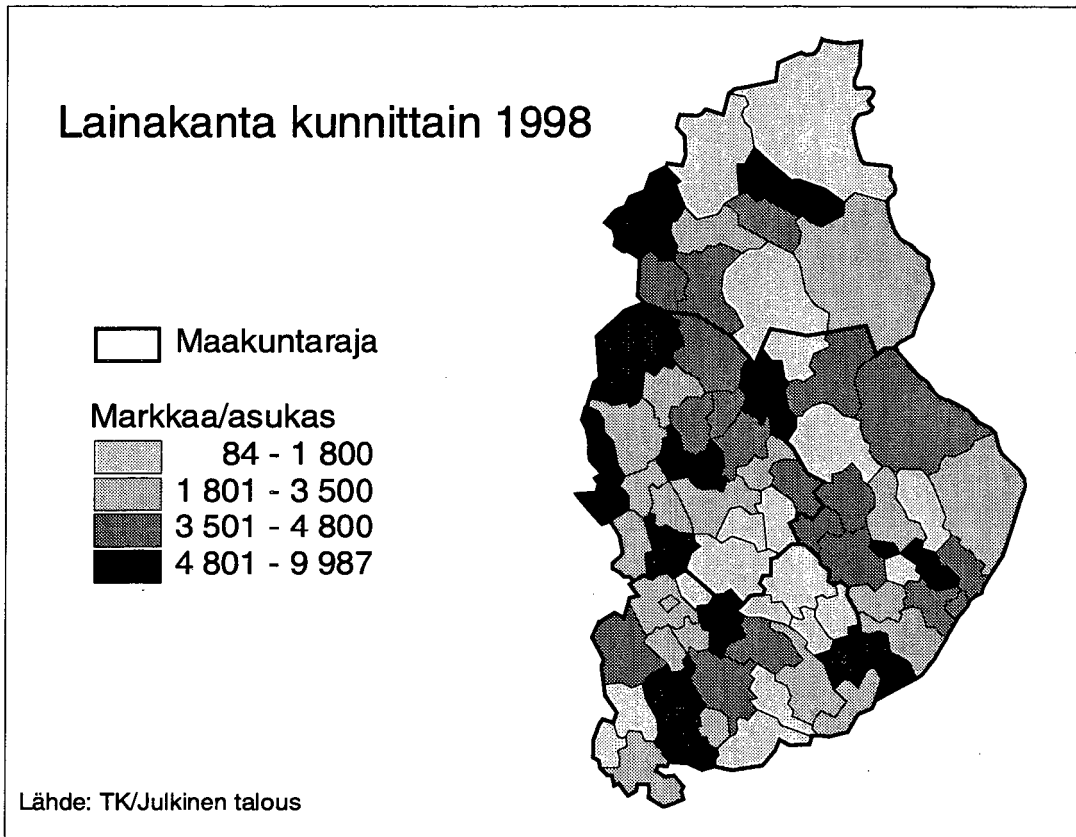 Lainakanta kunnittain 1998
Maakuntaraja
Markkaa/asukas
84 - 1 800
1 801 - 3 500
3 501 - 4 800
4 801 - 9 987
Lähde: TK/Julkinen talous